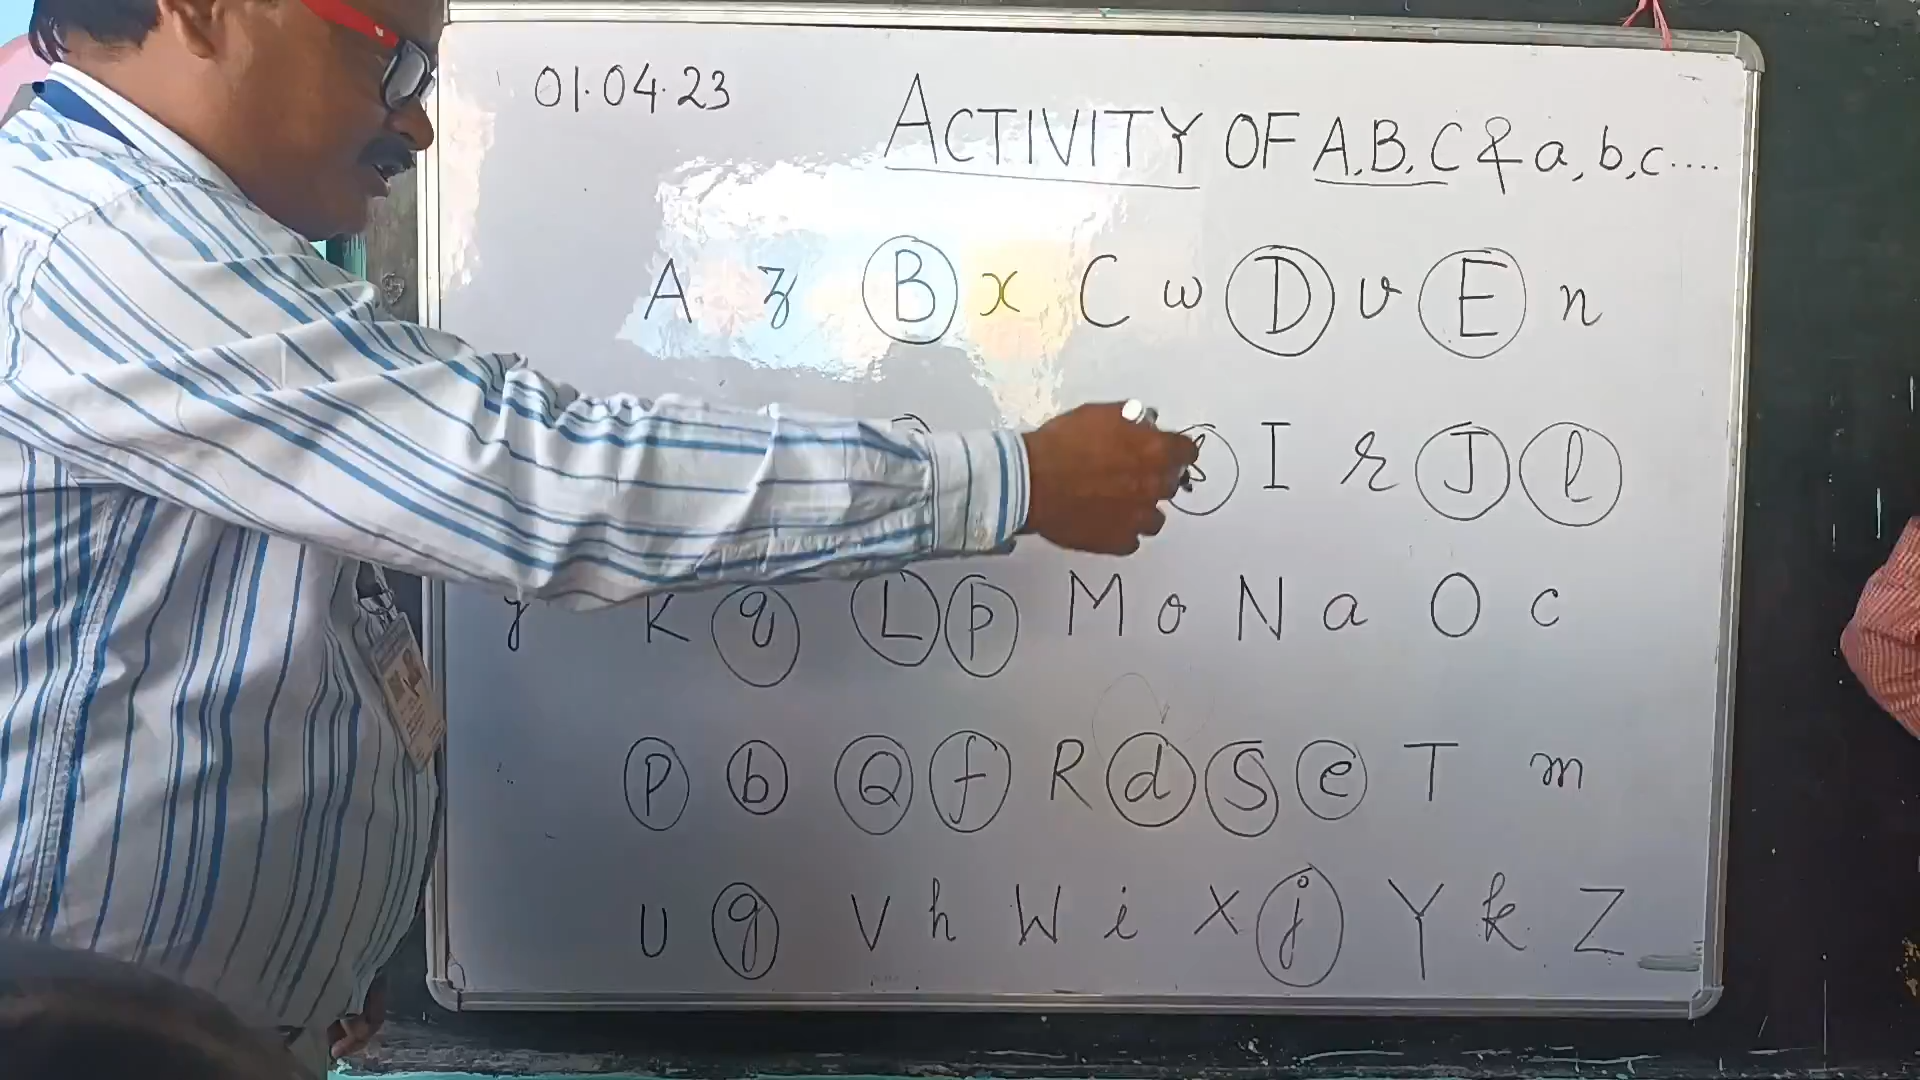 01.04.23
ACTIVITY OF A.B.C & a, b, c....
A z B x C w D v E n
s I r J l
y K q L p M o N a O c
P b Q f R d S e T m
U g V h W i X j Y k Z